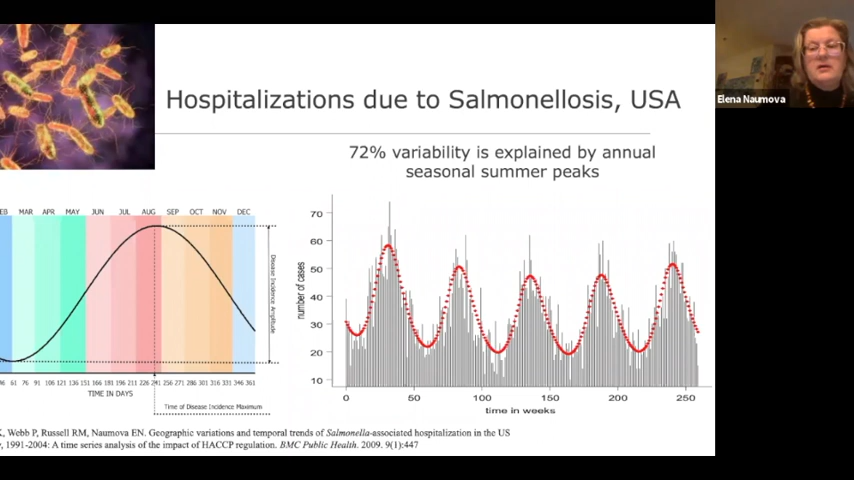 Hospitalizations due to Salmonellosis, USA
Elena Naumova
72% variability is explained by annual
seasonal summer peaks
EB MAR APR MAY JUN JUL AUG SEP OCT NOV DEC
Disease Incidence Amplitude
46 61 76 91 106 121 136 151 166 181 196 211 226 241 256 271 286 301 316 331 346 361
TIME IN DAYS
Time of Disease Incidence Maximum
number of cases
70
60
50
40
30
20
10
0 50 100 150 200 250
time in weeks
, Webb P, Russell RM, Naumova EN. Geographic variations and temporal trends of Salmonella-associated hospitalization in the US
, 1991-2004: A time series analysis of the impact of HACCP regulation. BMC Public Health. 2009. 9(1):447